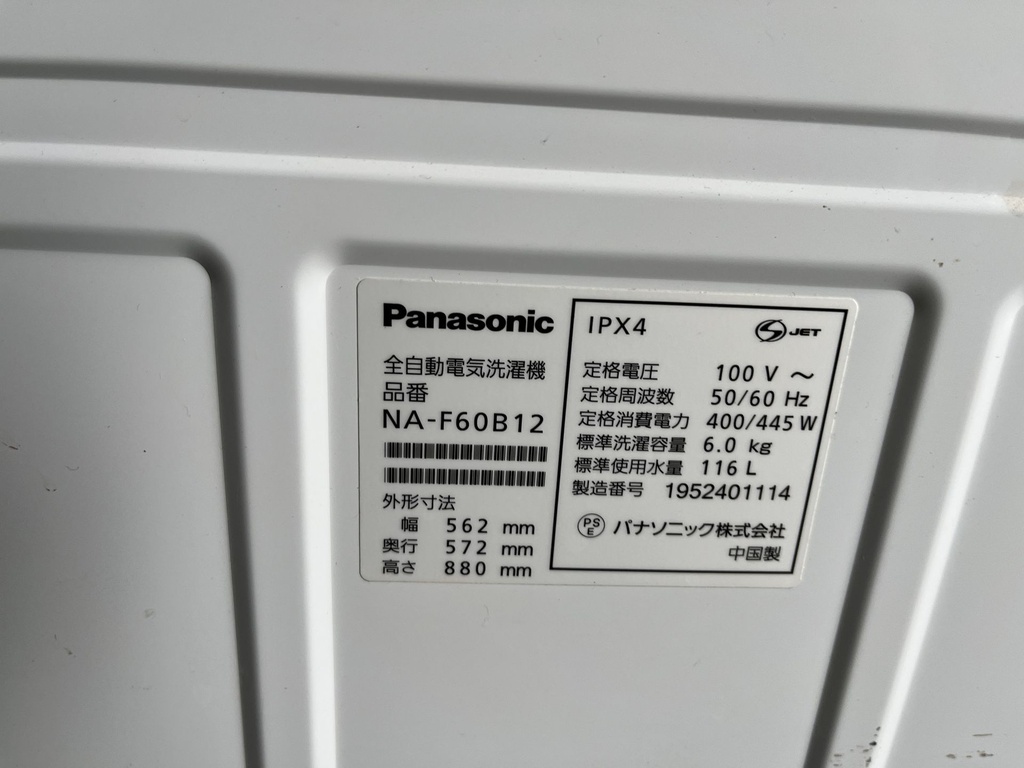 Panasonic
全自動電気洗濯機
品番
NA-F60B12
外形寸法
幅 562 mm
奥行 572 mm
高さ 880 mm
IPX4
S JET
定格電圧 100 V ～
定格周波数 50/60 Hz
定格消費電力 400/445 W
標準洗濯容量 6.0 kg
標準使用水量 116 L
製造番号 1952401114
PS
E
パナソニック株式会社
中国製